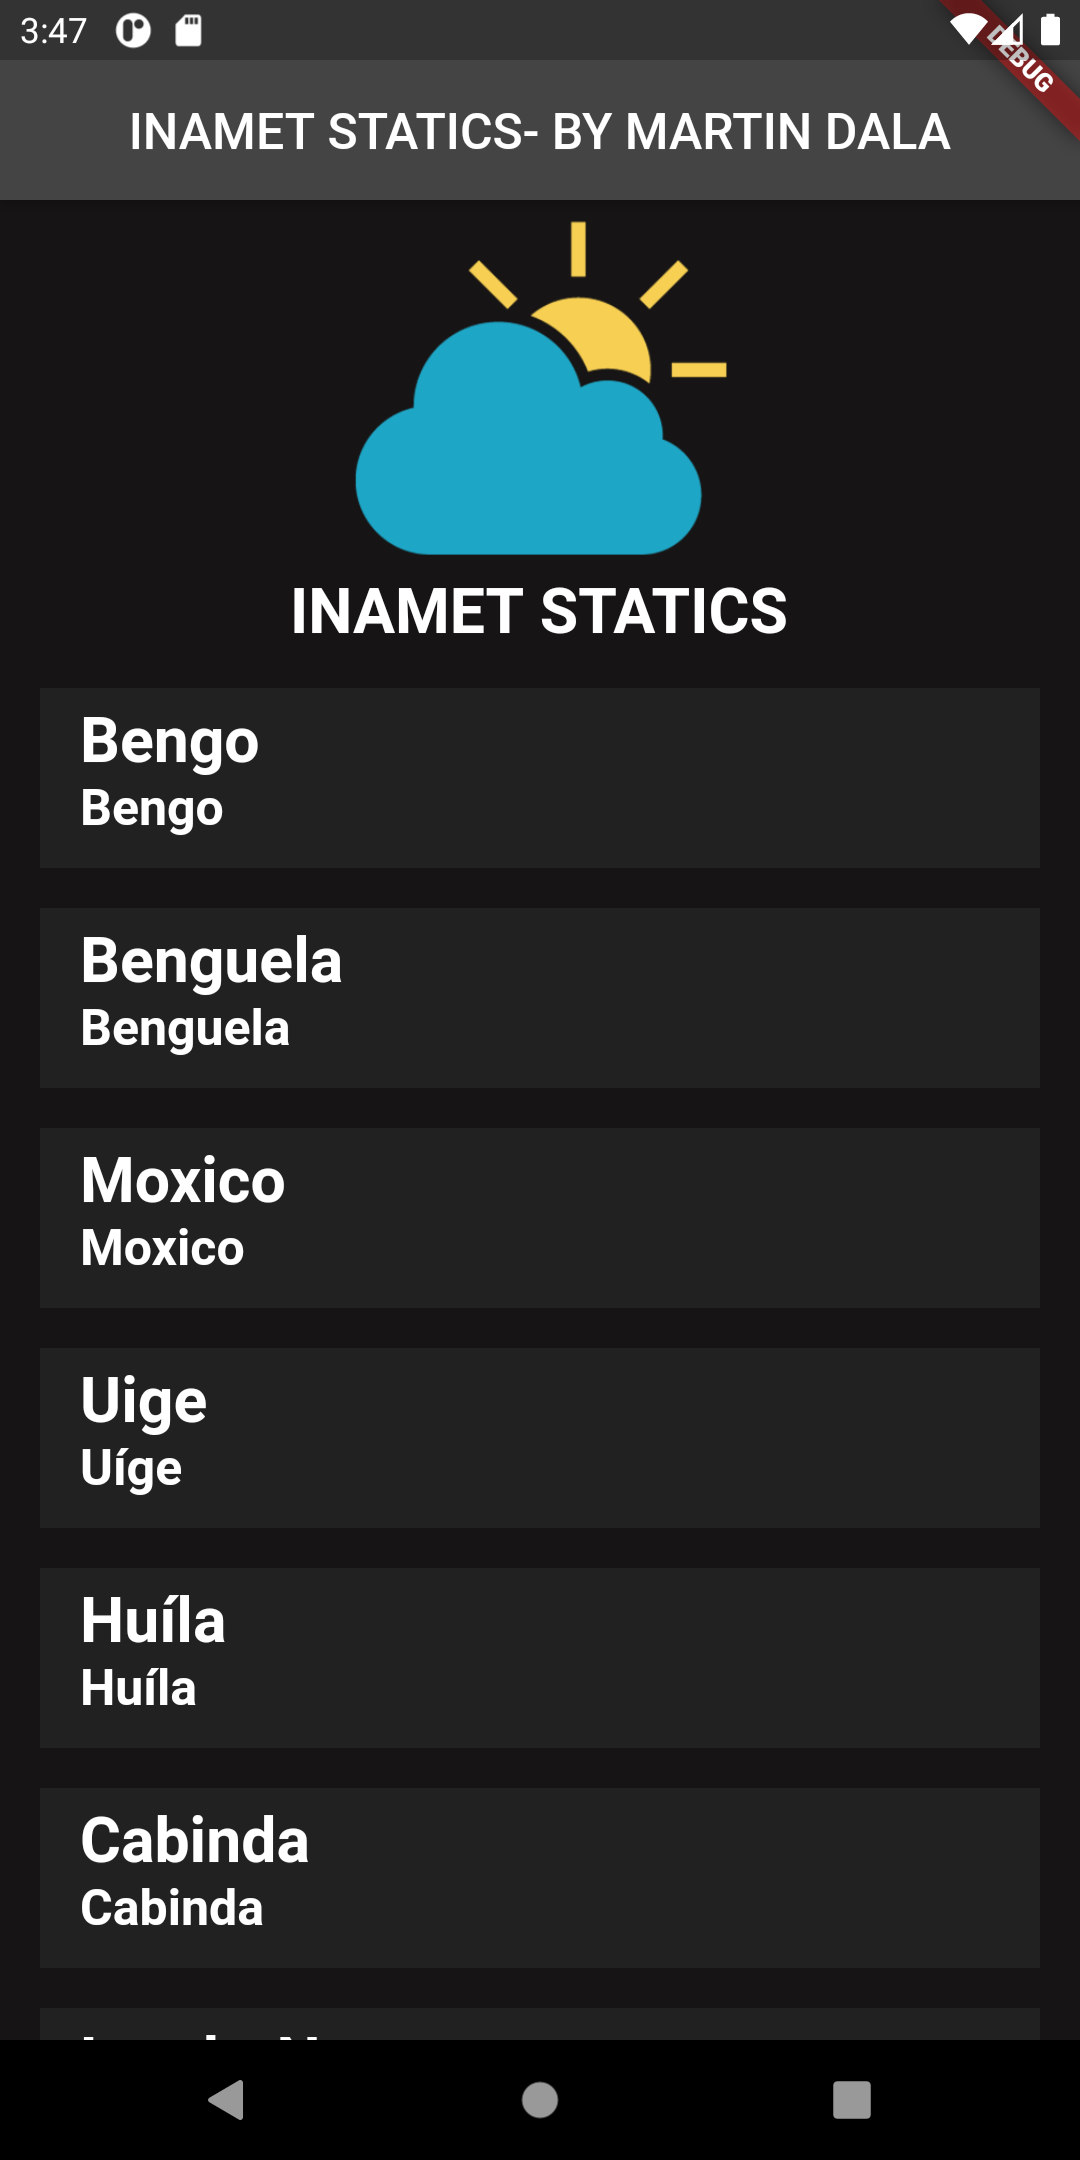 3:47
DEBUG
INAMET STATICS- BY MARTIN DALA
INAMET STATICS
Bengo
Bengo
Benguela
Benguela
Moxico
Moxico
Uige
Uíge
Huíla
Huíla
Cabinda
Cabinda